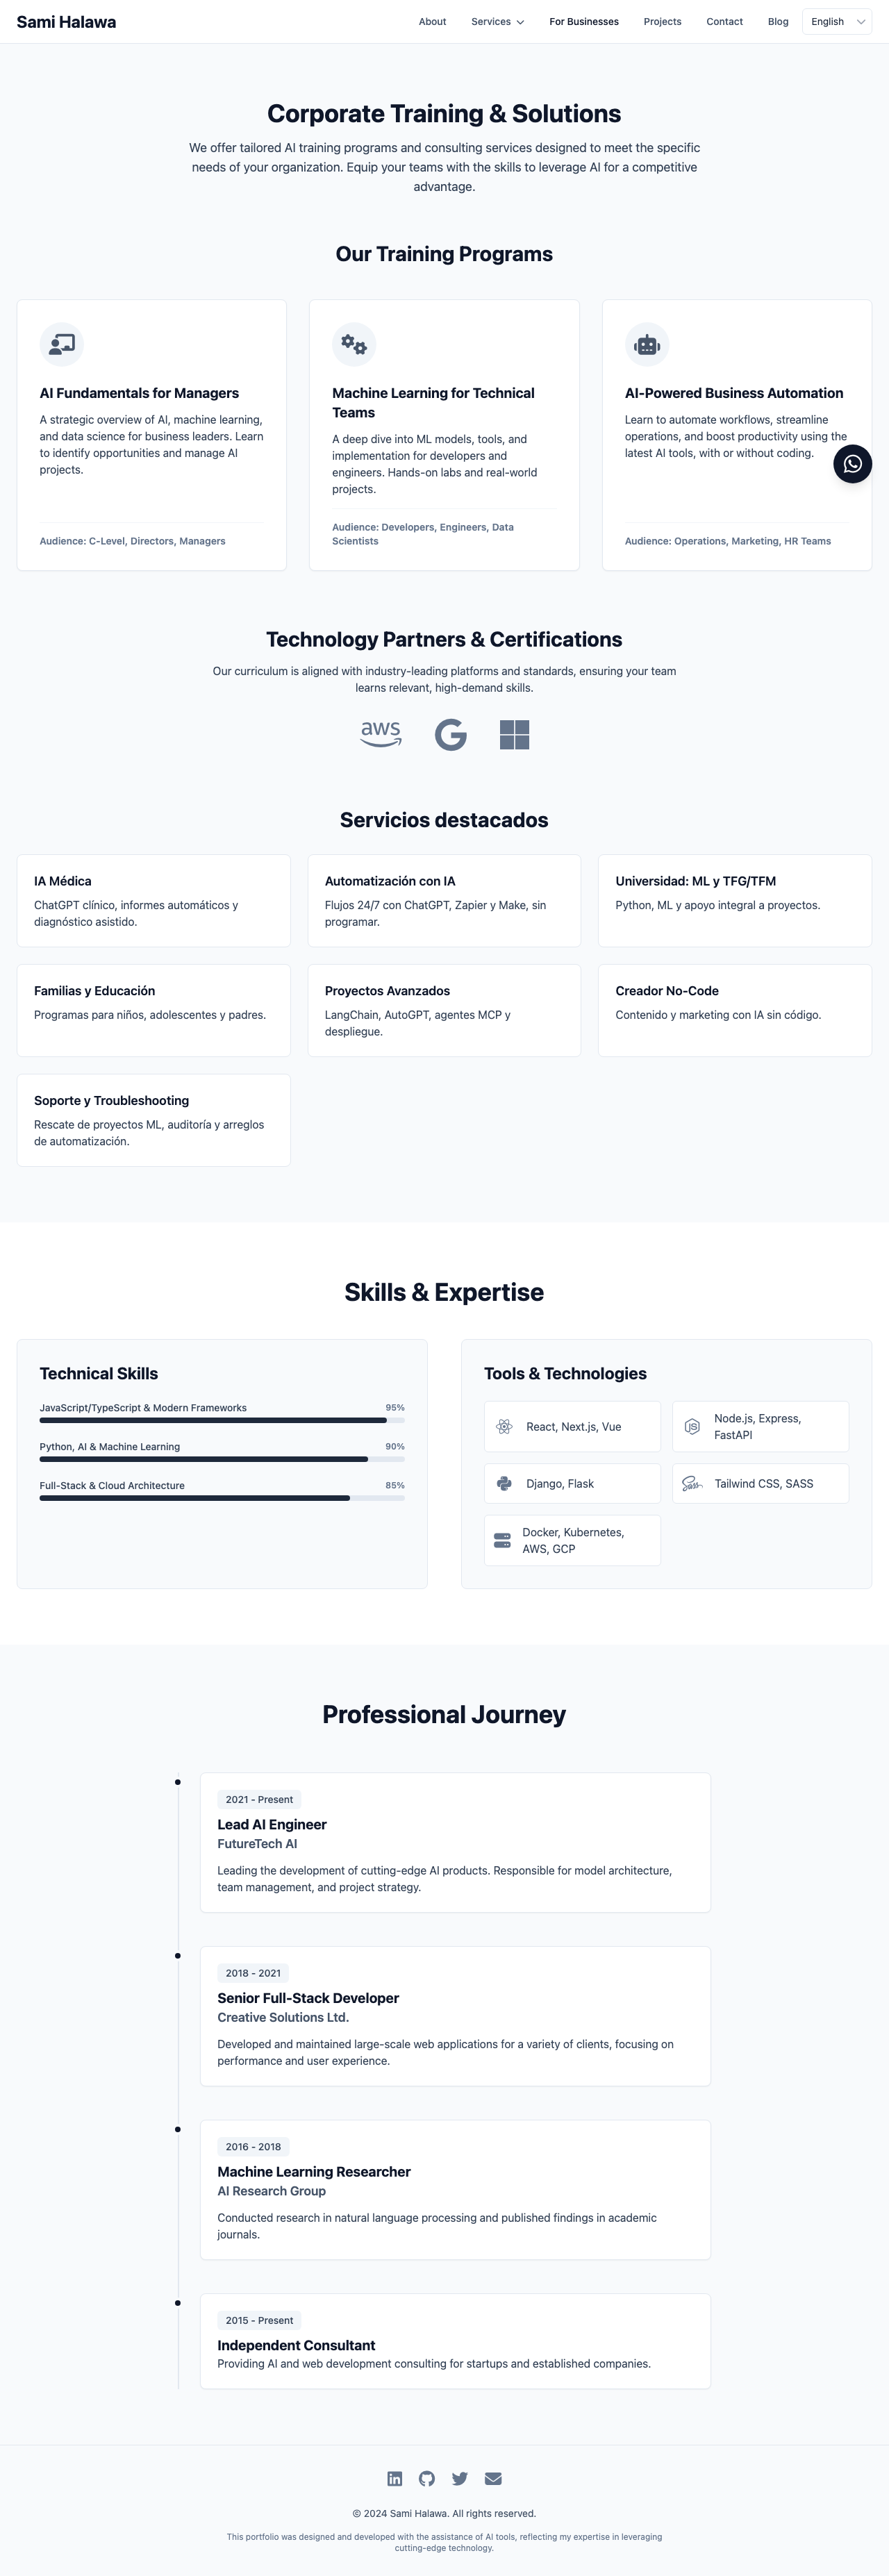 Sami Halawa
About
Services
For Businesses
Projects
Contact
Blog
English
Corporate Training & Solutions
We offer tailored AI training programs and consulting services designed to meet the specific
needs of your organization. Equip your teams with the skills to leverage AI for a competitive
advantage.
Our Training Programs
AI Fundamentals for Managers
A strategic overview of AI, machine learning,
and data science for business leaders. Learn
to identify opportunities and manage AI
projects.
Audience: C-Level, Directors, Managers
Machine Learning for Technical
Teams
A deep dive into ML models, tools, and
implementation for developers and
engineers. Hands-on labs and real-world
projects.
Audience: Developers, Engineers, Data
Scientists
AI-Powered Business Automation
Learn to automate workflows, streamline
operations, and boost productivity using the
latest AI tools, with or without coding.
Audience: Operations, Marketing, HR Teams
Technology Partners & Certifications
Our curriculum is aligned with industry-leading platforms and standards, ensuring your team
learns relevant, high-demand skills.
aws
G
Servicios destacados
IA Médica
ChatGPT clínico, informes automáticos y
diagnóstico asistido.
Automatización con IA
Flujos 24/7 con ChatGPT, Zapier y Make, sin
programar.
Universidad: ML y TFG/TFM
Python, ML y apoyo integral a proyectos.
Familias y Educación
Programas para niños, adolescentes y padres.
Proyectos Avanzados
LangChain, AutoGPT, agentes MCP y
despliegue.
Creador No-Code
Contenido y marketing con IA sin código.
Soporte y Troubleshooting
Rescate de proyectos ML, auditoría y arreglos
de automatización.
Skills & Expertise
Technical Skills
JavaScript/TypeScript & Modern Frameworks 95%
Python, AI & Machine Learning 90%
Full-Stack & Cloud Architecture 85%
Tools & Technologies
React, Next.js, Vue
Node.js, Express,
FastAPI
Django, Flask
Sass
Tailwind CSS, SASS
Docker, Kubernetes,
AWS, GCP
Professional Journey
2021 - Present
Lead AI Engineer
FutureTech AI
Leading the development of cutting-edge AI products. Responsible for model architecture,
team management, and project strategy.
2018 - 2021
Senior Full-Stack Developer
Creative Solutions Ltd.
Developed and maintained large-scale web applications for a variety of clients, focusing on
performance and user experience.
2016 - 2018
Machine Learning Researcher
AI Research Group
Conducted research in natural language processing and published findings in academic
journals.
2015 - Present
Independent Consultant
Providing AI and web development consulting for startups and established companies.
in
© 2024 Sami Halawa. All rights reserved.
This portfolio was designed and developed with the assistance of AI tools, reflecting my expertise in leveraging
cutting-edge technology.